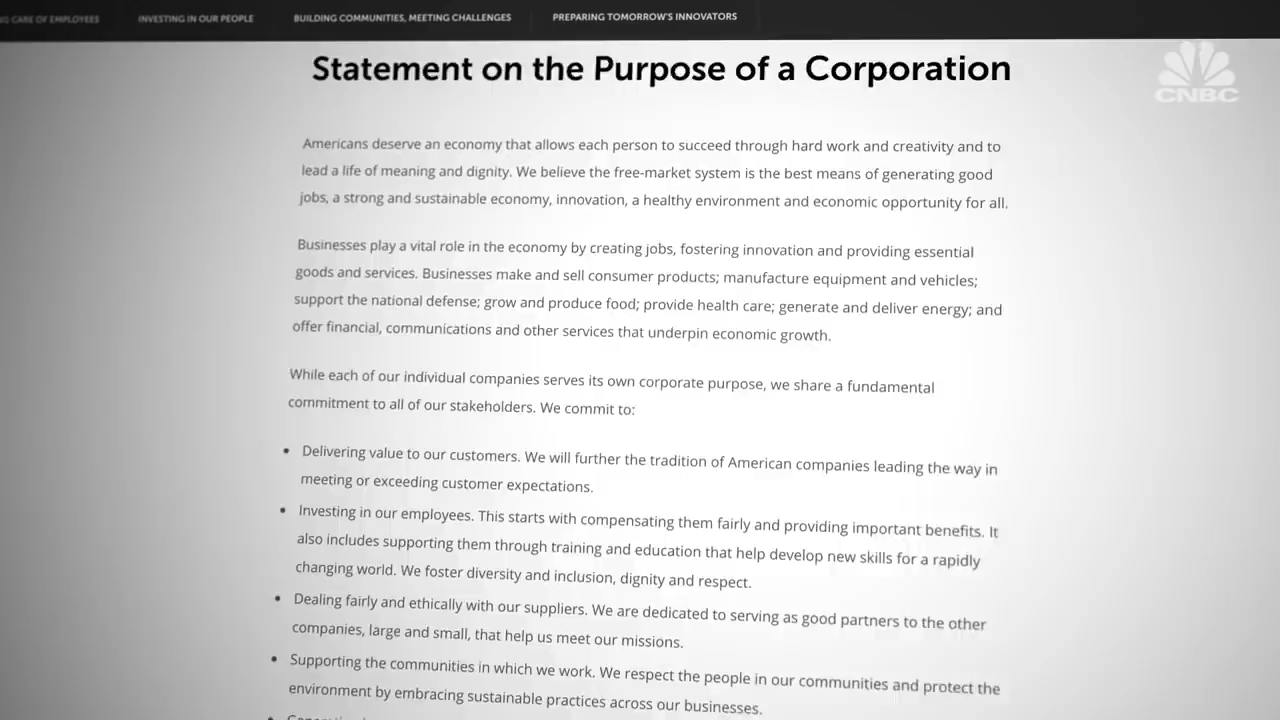 CARE OF EMPLOYEES
INVESTING IN OUR PEOPLE
BUILDING COMMUNITIES, MEETING CHALLENGES
PREPARING TOMORROW'S INNOVATORS
Statement on the Purpose of a Corporation
CNBC
Americans deserve an economy that allows each person to succeed through hard work and creativity and to
lead a life of meaning and dignity. We believe the free-market system is the best means of generating good
jobs, a strong and sustainable economy, innovation, a healthy environment and economic opportunity for all.
Businesses play a vital role in the economy by creating jobs, fostering innovation and providing essential
goods and services. Businesses make and sell consumer products; manufacture equipment and vehicles;
support the national defense; grow and produce food; provide health care; generate and deliver energy; and
offer financial, communications and other services that underpin economic growth.
While each of our individual companies serves its own corporate purpose, we share a fundamental
commitment to all of our stakeholders. We commit to:
• Delivering value to our customers. We will further the tradition of American companies leading the way in
meeting or exceeding customer expectations.
• Investing in our employees. This starts with compensating them fairly and providing important benefits. It
also includes supporting them through training and education that help develop new skills for a rapidly
changing world. We foster diversity and inclusion, dignity and respect.
• Dealing fairly and ethically with our suppliers. We are dedicated to serving as good partners to the other
companies, large and small, that help us meet our missions.
• Supporting the communities in which we work. We respect the people in our communities and protect the
environment by embracing sustainable practices across our businesses.